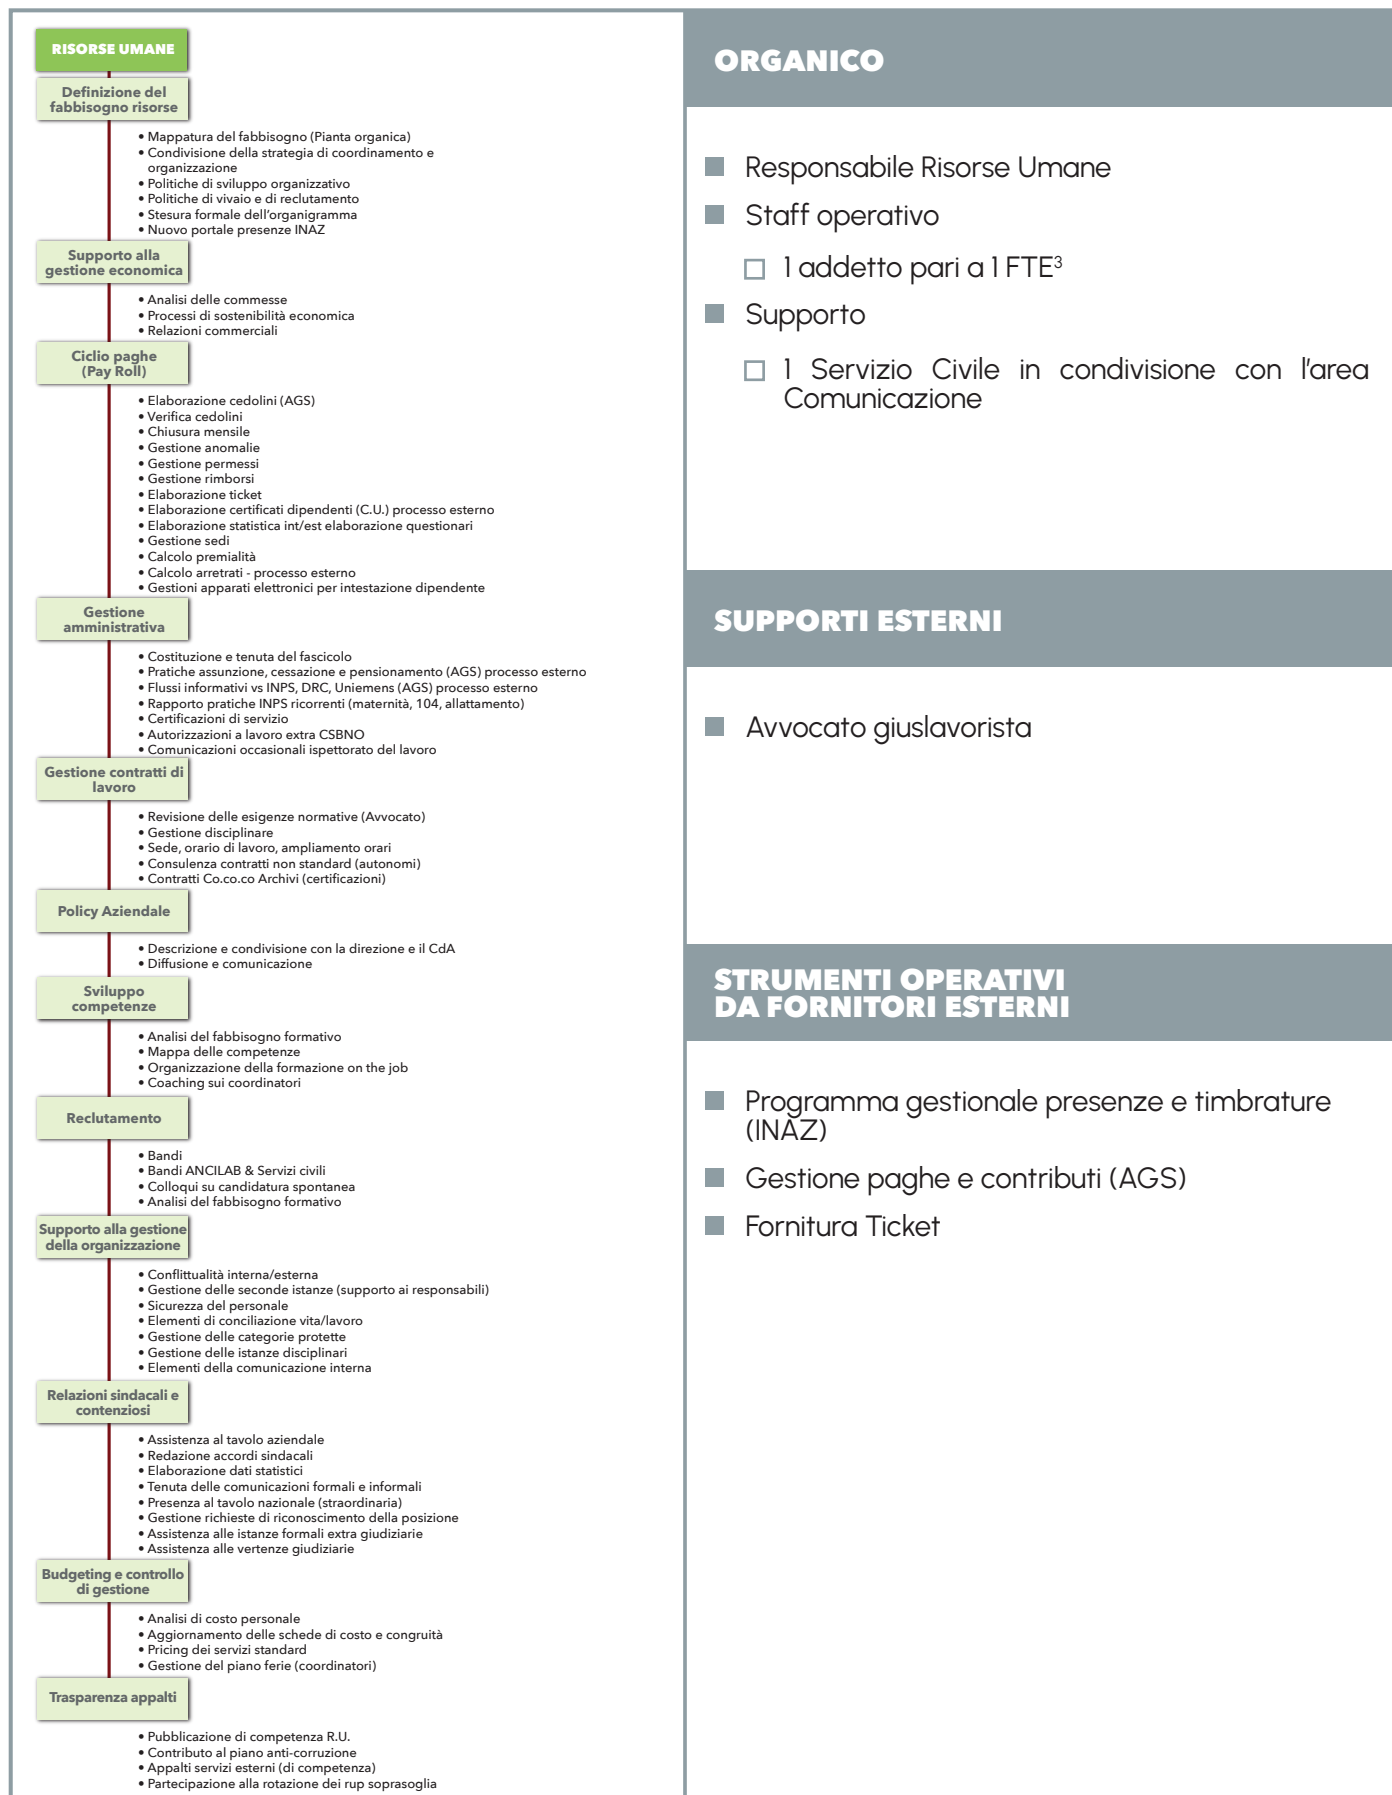 RISORSE UMANE
Definizione del
fabbisogno risorse
• Mappatura del fabbisogno (Pianta organica)
• Condivisione della strategia di coordinamento e
organizzazione
• Politiche di sviluppo organizzativo
• Politiche di vivaio e di reclutamento
• Stesura formale dell'organigramma
• Nuovo portale presenze INAZ
Supporto alla
gestione economica
• Analisi delle commesse
• Processi di sostenibilità economica
• Relazioni commerciali
Ciclio paghe
(Pay Roll)
• Elaborazione cedolini (AGS)
• Verifica cedolini
• Chiusura mensile
• Gestione anomalie
• Gestione permessi
• Gestione rimborsi
• Elaborazione ticket
• Elaborazione certificati dipendenti (C.U.) processo esterno
• Elaborazione statistica int/est elaborazione questionari
• Gestione sedi
• Calcolo premialità
• Calcolo arretrati - processo esterno
• Gestioni apparati elettronici per intestazione dipendente
Gestione
amministrativa
• Costituzione e tenuta del fascicolo
• Pratiche assunzione, cessazione e pensionamento (AGS) processo esterno
• Flussi informativi vs INPS, DRC, Uniemens (AGS) processo esterno
• Rapporto pratiche INPS ricorrenti (maternità, 104, allattamento)
• Certificazioni di servizio
• Autorizzazioni a lavoro extra CSBNO
• Comunicazioni occasionali ispettorato del lavoro
Gestione contratti di
lavoro
• Revisione delle esigenze normative (Avvocato)
• Gestione disciplinare
• Sede, orario di lavoro, ampliamento orari
• Consulenza contratti non standard (autonomi)
• Contratti Co.co.co Archivi (certificazioni)
Policy Aziendale
• Descrizione e condivisione con la direzione e il CdA
• Diffusione e comunicazione
Sviluppo
competenze
• Analisi del fabbisogno formativo
• Mappa delle competenze
• Organizzazione della formazione on the job
• Coaching sui coordinatori
Reclutamento
• Bandi
• Bandi ANCILAB & Servizi civili
• Colloqui su candidatura spontanea
• Analisi del fabbisogno formativo
Supporto alla gestione
della organizzazione
• Conflittualità interna/esterna
• Gestione delle seconde istanze (supporto ai responsabili)
• Sicurezza del personale
• Elementi di conciliazione vita/lavoro
• Gestione delle categorie protette
• Gestione delle istanze disciplinari
• Elementi della comunicazione interna
Relazioni sindacali e
contenziosi
• Assistenza al tavolo aziendale
• Redazione accordi sindacali
• Elaborazione dati statistici
• Tenuta delle comunicazioni formali e informali
• Presenza al tavolo nazionale (straordinaria)
• Gestione richieste di riconoscimento della posizione
• Assistenza alle istanze formali extra giudiziarie
• Assistenza alle vertenze giudiziarie
Budgeting e controllo
di gestione
• Analisi di costo personale
• Aggiornamento delle schede di costo e congruità
• Pricing dei servizi standard
• Gestione del piano ferie (coordinatori)
Trasparenza appalti
• Pubblicazione di competenza R.U.
• Contributo al piano anti-corruzione
• Appalti servizi esterni (di competenza)
• Partecipazione alla rotazione dei rup soprasoglia
ORGANICO
Responsabile Risorse Umane
Staff operativo
1 addetto pari a 1 FTE³
Supporto
1 Servizio Civile in condivisione con l'area
Comunicazione
SUPPORTI ESTERNI
Avvocato giuslavorista
STRUMENTI OPERATIVI
DA FORNITORI ESTERNI
Programma gestionale presenze e timbrature
(INAZ)
Gestione paghe e contributi (AGS)
Fornitura Ticket